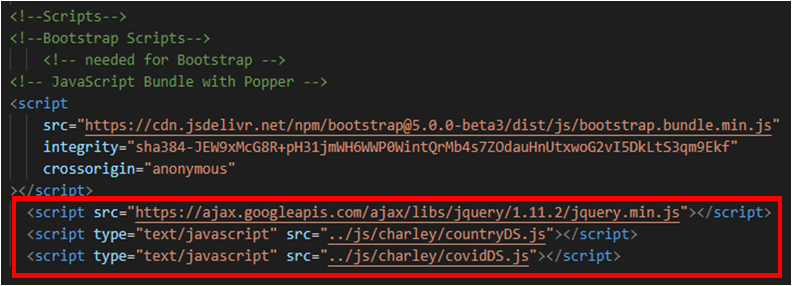 <!--Scripts-->
<!--Bootstrap Scripts-->
<!-- needed for Bootstrap -->
<!-- JavaScript Bundle with Popper -->
<script
src="https://cdn.jsdelivr.net/npm/bootstrap@5.0.0-beta3/dist/js/bootstrap.bundle.min.js"
integrity="sha384-JEW9xMcG8R+pH31jmWH6WWP0WintQrMb4s7ZOdauHnUtxwoG2vI5DkLtS3qm9Ekf"
crossorigin="anonymous"
></script>
<script src="https://ajax.googleapis.com/ajax/libs/jquery/1.11.2/jquery.min.js"></script>
<script type="text/javascript" src="../js/charley/countryDS.js"></script>
<script type="text/javascript" src="../js/charley/covidDS.js"></script>